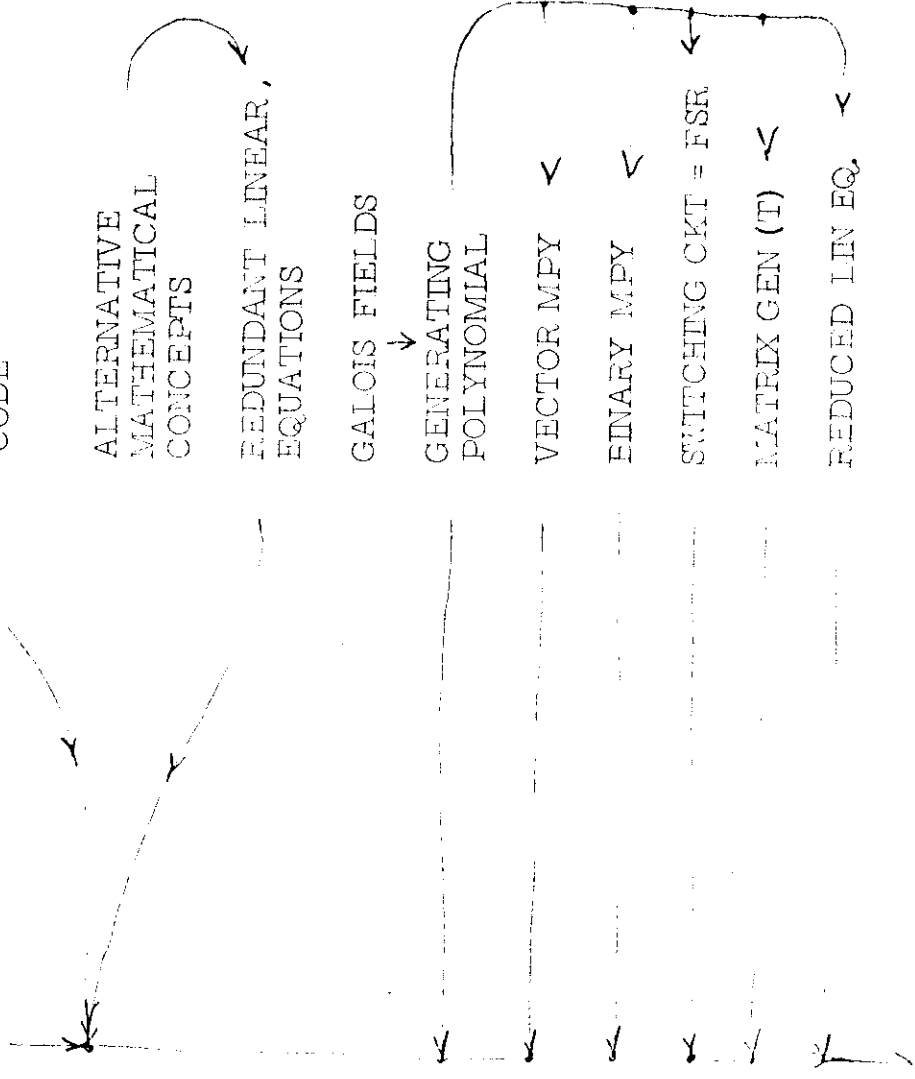 CODE
ALTERNATIVE
MATHEMATICAL
CONCEPTS
REDUNDANT LINEAR,
EQUATIONS
GALOIS FIELDS
GENERATING
POLYNOMIAL
VECTOR MPY
BINARY MPY
SWITCHING CKT = FSR
MATRIX GEN (T)
REDUCED LIN EQ.